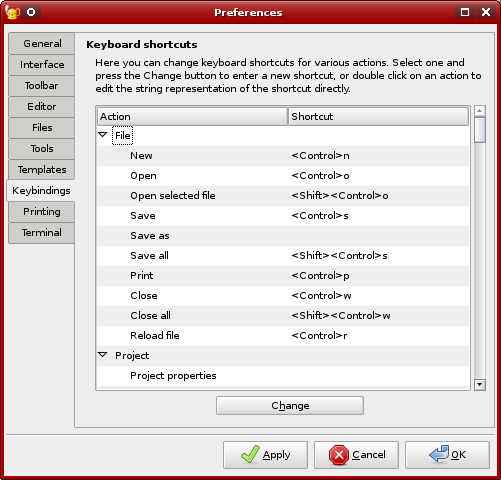 Preferences
General
Interface
Toolbar
Editor
Files
Tools
Templates
Keybindings
Printing
Terminal
Keyboard shortcuts
Here you can change keyboard shortcuts for various actions. Select one and
press the Change button to enter a new shortcut, or double click on an action to
edit the string representation of the shortcut directly.
Action Shortcut
File
New <Control>n
Open <Control>o
Open selected file <Shift><Control>o
Save <Control>s
Save as
Save all <Shift><Control>s
Print <Control>p
Close <Control>w
Close all <Shift><Control>w
Reload file <Control>r
Project
Project properties
Change
Apply Cancel OK